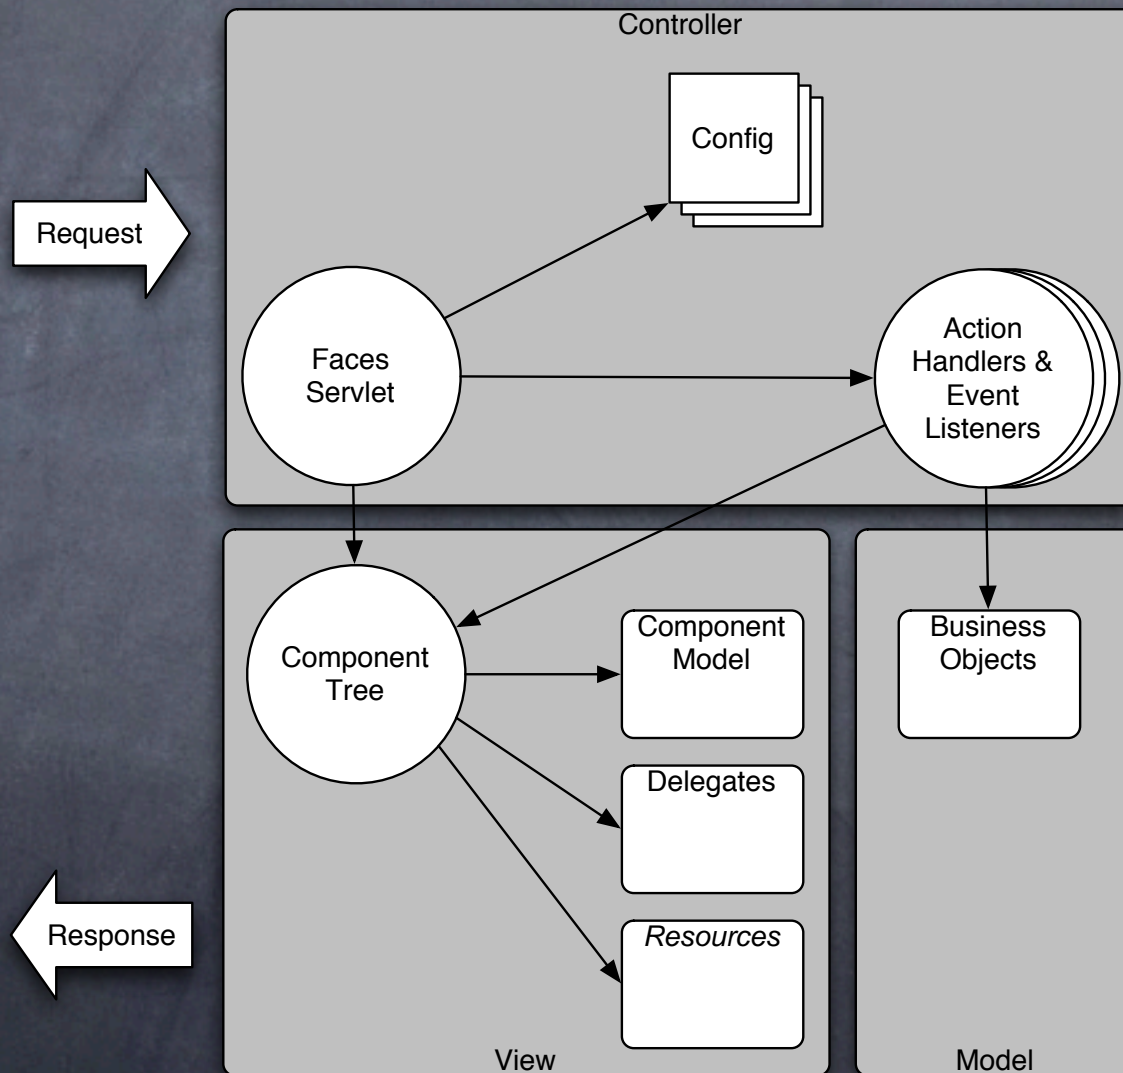 Controller
Config
Request
Faces
Servlet
Action
Handlers &
Event
Listeners
Component
Tree
Component
Model
Business
Objects
Delegates
Resources
Response
View
Model